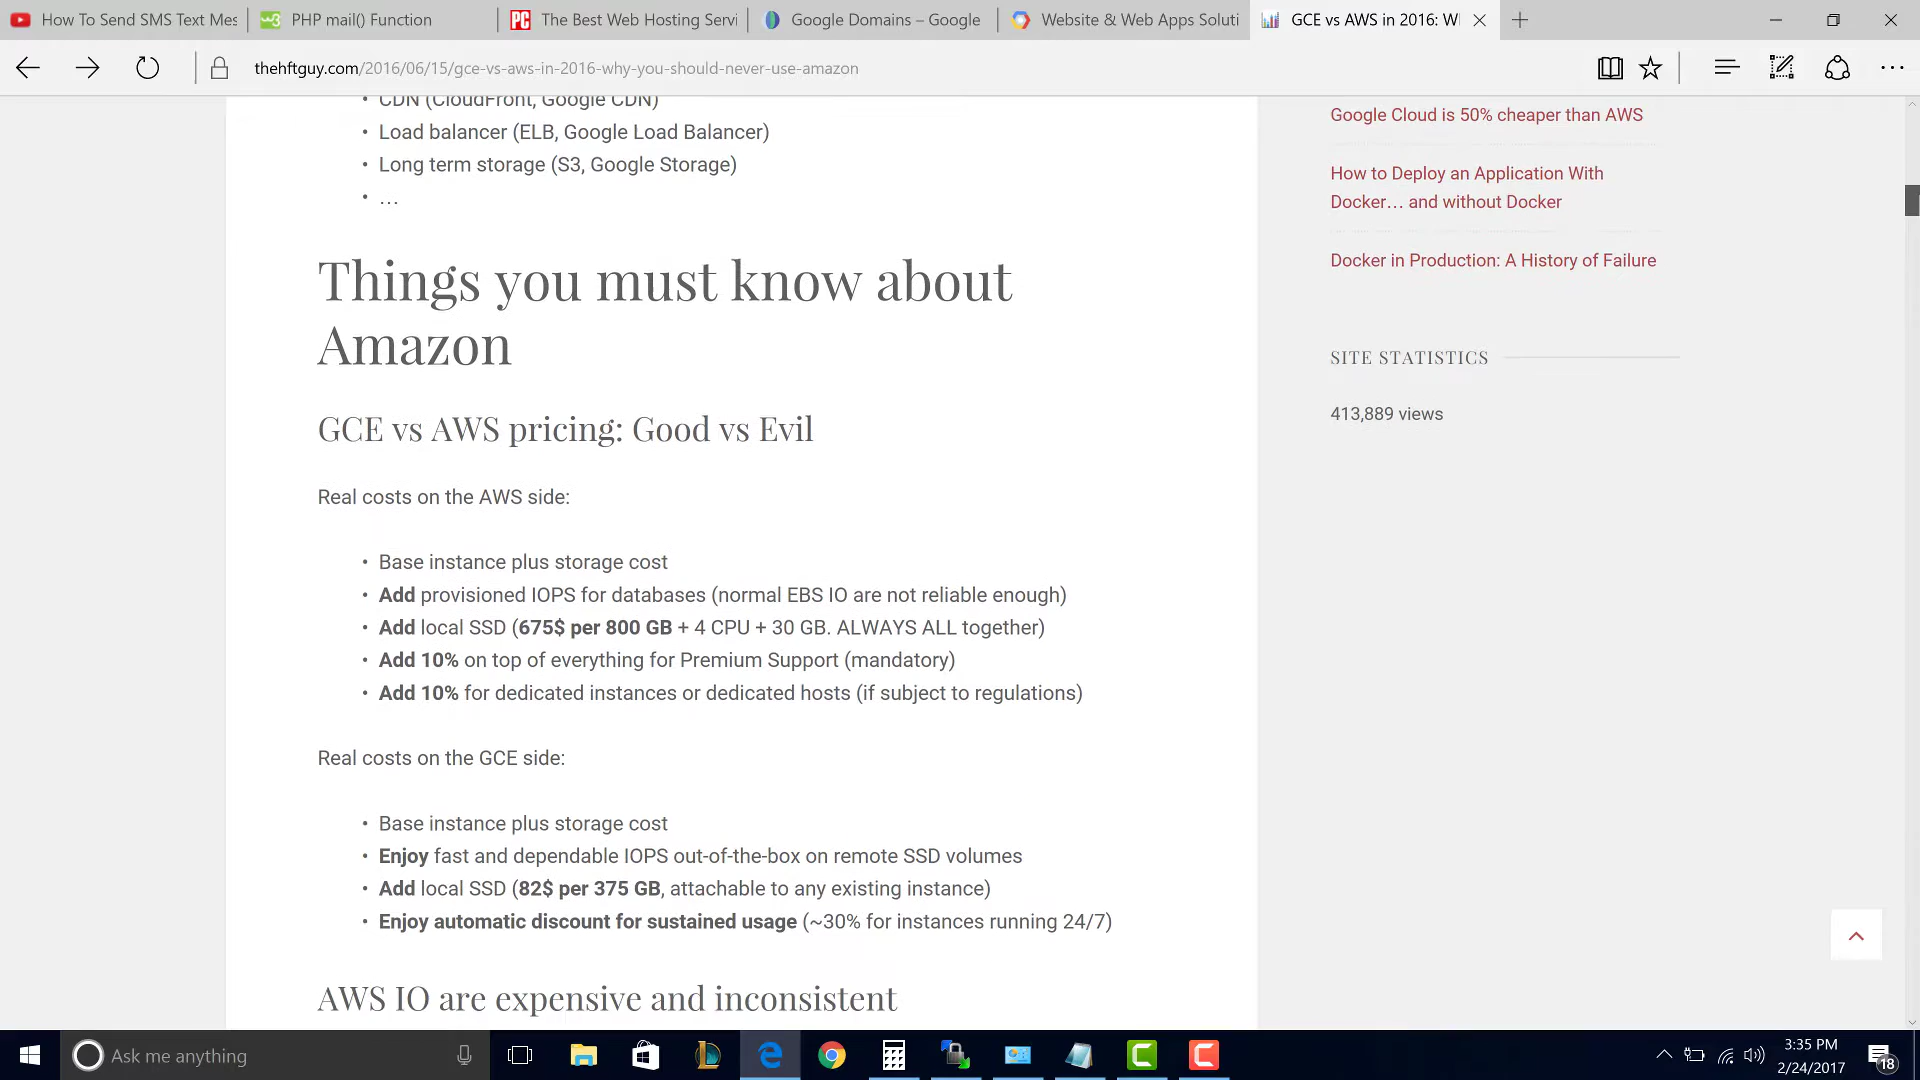 How To Send SMS Text Mes
PHP mail() Function
The Best Web Hosting Servi
Google Domains – Google
Website & Web Apps Soluti
GCE vs AWS in 2016: W
thehftguy.com/2016/06/15/gce-vs-aws-in-2016-why-you-should-never-use-amazon
• CDN (CloudFront, Google CDN)
• Load balancer (ELB, Google Load Balancer)
• Long term storage (S3, Google Storage)
• …
Things you must know about
Amazon
GCE vs AWS pricing: Good vs Evil
Real costs on the AWS side:
• Base instance plus storage cost
• Add provisioned IOPS for databases (normal EBS IO are not reliable enough)
• Add local SSD (675$ per 800 GB + 4 CPU + 30 GB. ALWAYS ALL together)
• Add 10% on top of everything for Premium Support (mandatory)
• Add 10% for dedicated instances or dedicated hosts (if subject to regulations)
Real costs on the GCE side:
• Base instance plus storage cost
• Enjoy fast and dependable IOPS out-of-the-box on remote SSD volumes
• Add local SSD (82$ per 375 GB, attachable to any existing instance)
• Enjoy automatic discount for sustained usage (~30% for instances running 24/7)
AWS IO are expensive and inconsistent
Google Cloud is 50% cheaper than AWS
How to Deploy an Application With
Docker… and without Docker
Docker in Production: A History of Failure
SITE STATISTICS
413,889 views
Ask me anything
3:35 PM
2/24/2017
18